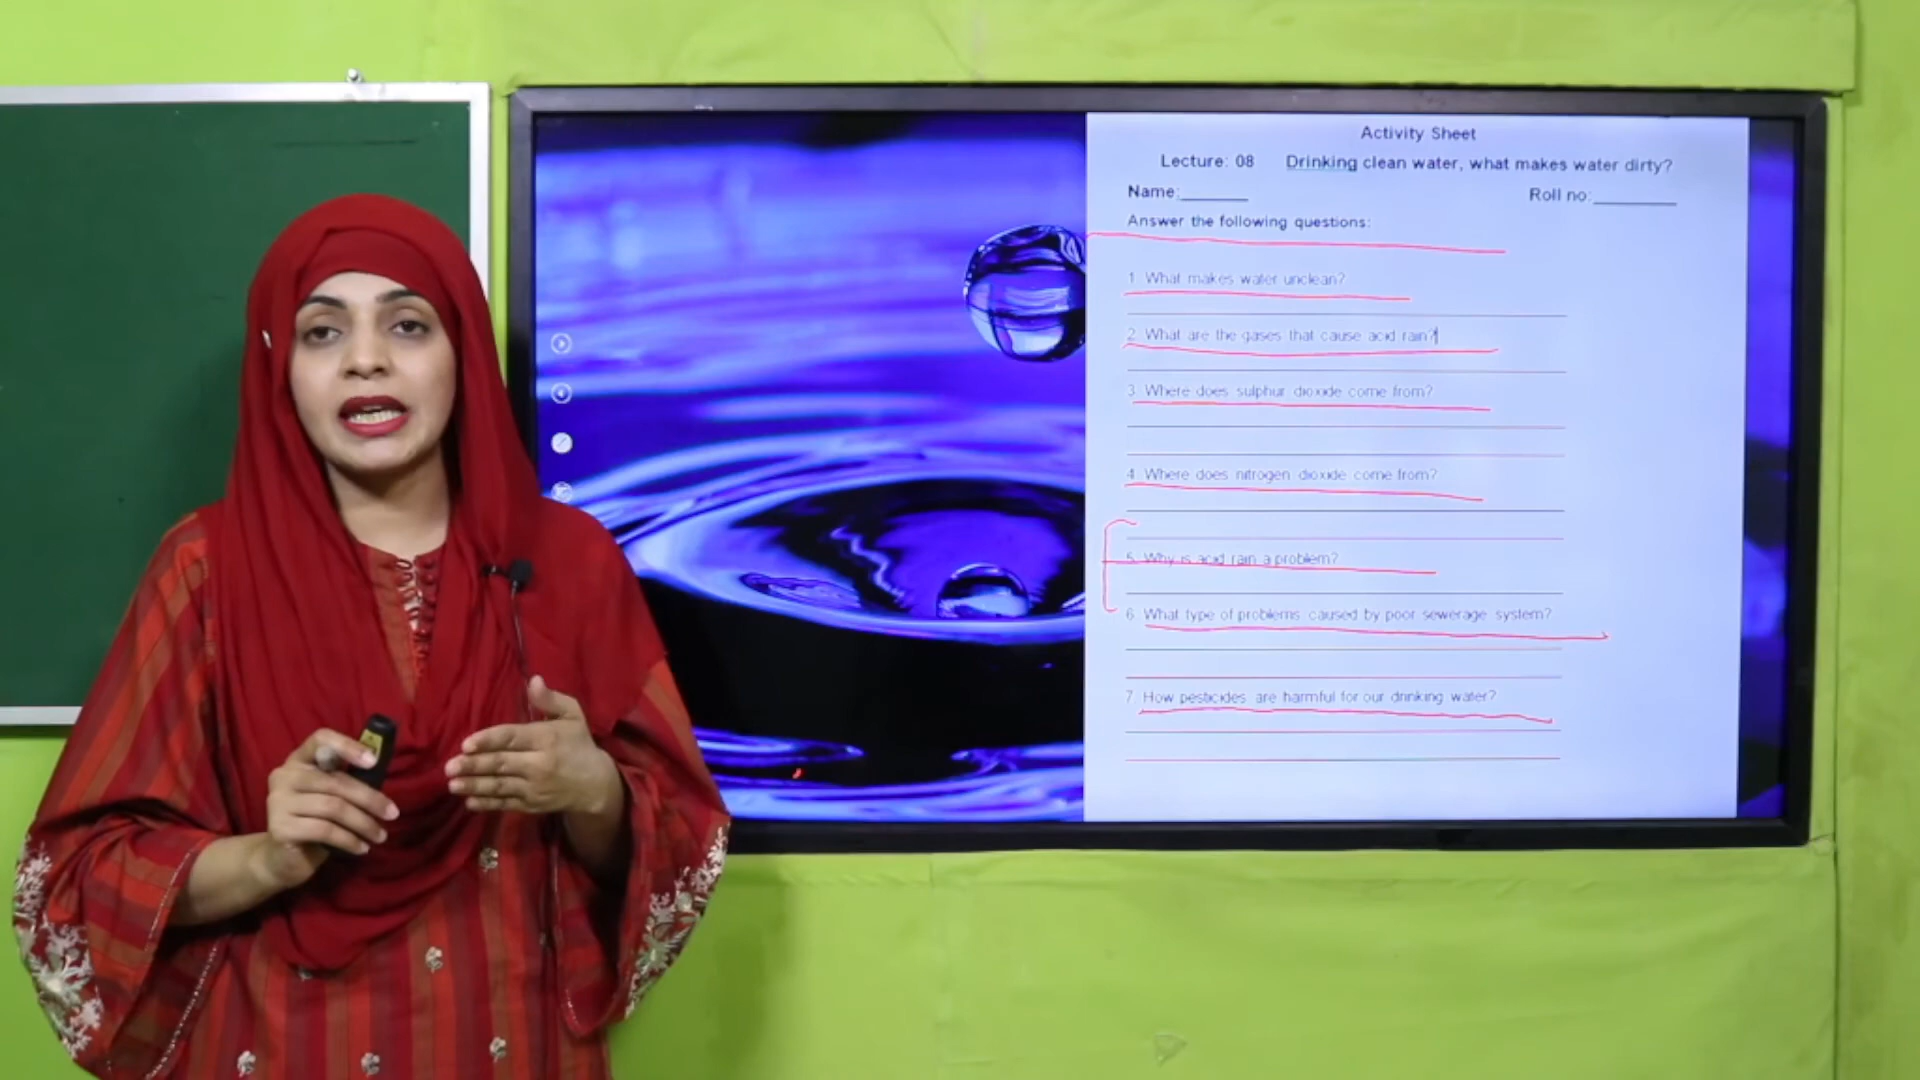 Activity Sheet
Lecture: 08 Drinking clean water, what makes water dirty?
Name:_______ Roll no:_________
Answer the following questions:
1. What makes water unclean?
2. What are the gases that cause acid rain?
3. Where does sulphur dioxide come from?
4. Where does nitrogen dioxide come from?
5. Why is acid rain a problem?
6. What type of problems caused by poor sewerage system?
7. How pesticides are harmful for our drinking water?